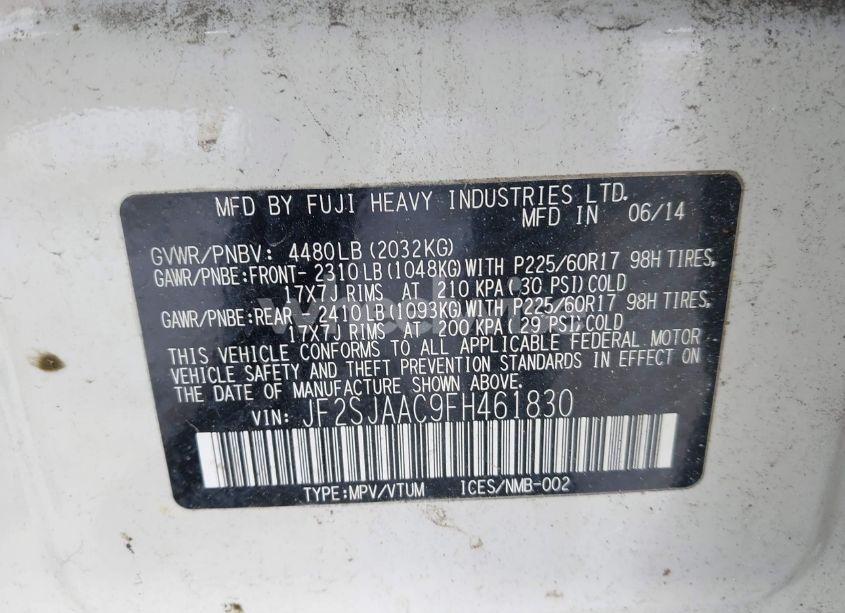 MFD BY FUJI HEAVY INDUSTRIES LTD.
MFD IN 06/14
GVWR/PNBV: 4480LB (2032KG)
GAWR/PNBE:FRONT- 2310LB (1048KG)WITH P225/60R17 98H TIRES,
17X7J RIMS AT 210 KPA (30 PSI)COLD
GAWR/PNBE:REAR - 2410LB (1093KG)WITH P225/60R17 98H TIRES,
17X7J RIMS AT 200 KPA (29 PSI)COLD
THIS VEHICLE CONFORMS TO ALL APPLICABLE FEDERAL MOTOR
VEHICLE SAFETY AND THEFT PREVENTION STANDARDS IN EFFECT ON
THE DATE OF MANUFACTURE SHOWN ABOVE.
VIN: JF2SJAAC9FH461830
TYPE:MPV/VTUM ICES/NMB-002